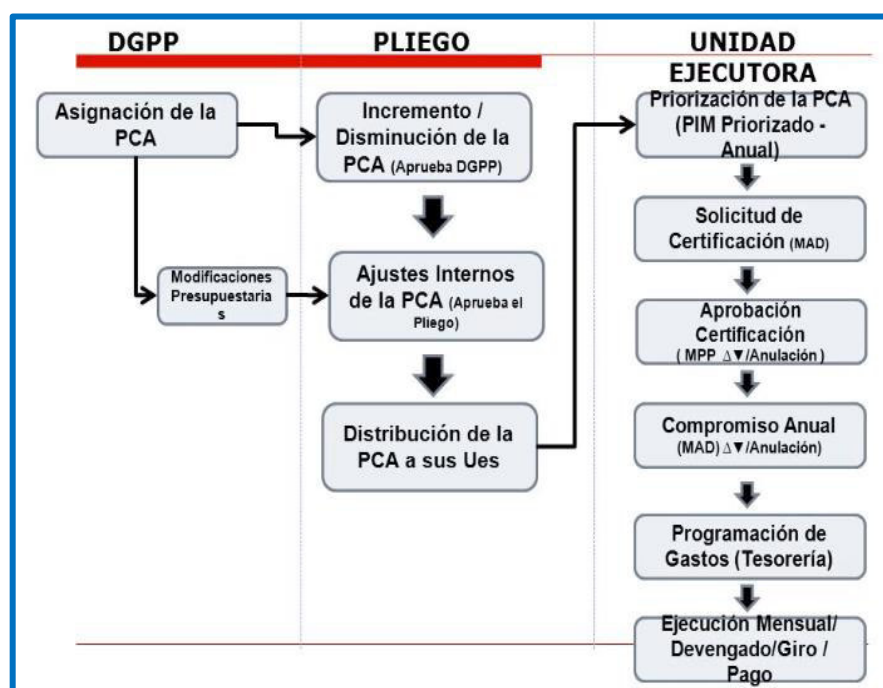 DGPP
PLIEGO
UNIDAD
EJECUTORA
Asignación de la
PCA
Modificaciones
Presupuestaria
s
Incremento /
Disminución de la
PCA (Aprueba DGPP)
Ajustes Internos
de la PCA (Aprueba el
Pliego)
Distribución de la
PCA a sus Ues
Priorización de la PCA
(PIM Priorizado -
Anual)
Solicitud de
Certificación (MAD)
Aprobación
Certificación
( MPP Δ▼/Anulación )
Compromiso Anual
(MAD) Δ▼/Anulación)
Programación de
Gastos (Tesorería)
Ejecución Mensual/
Devengado/Giro /
Pago